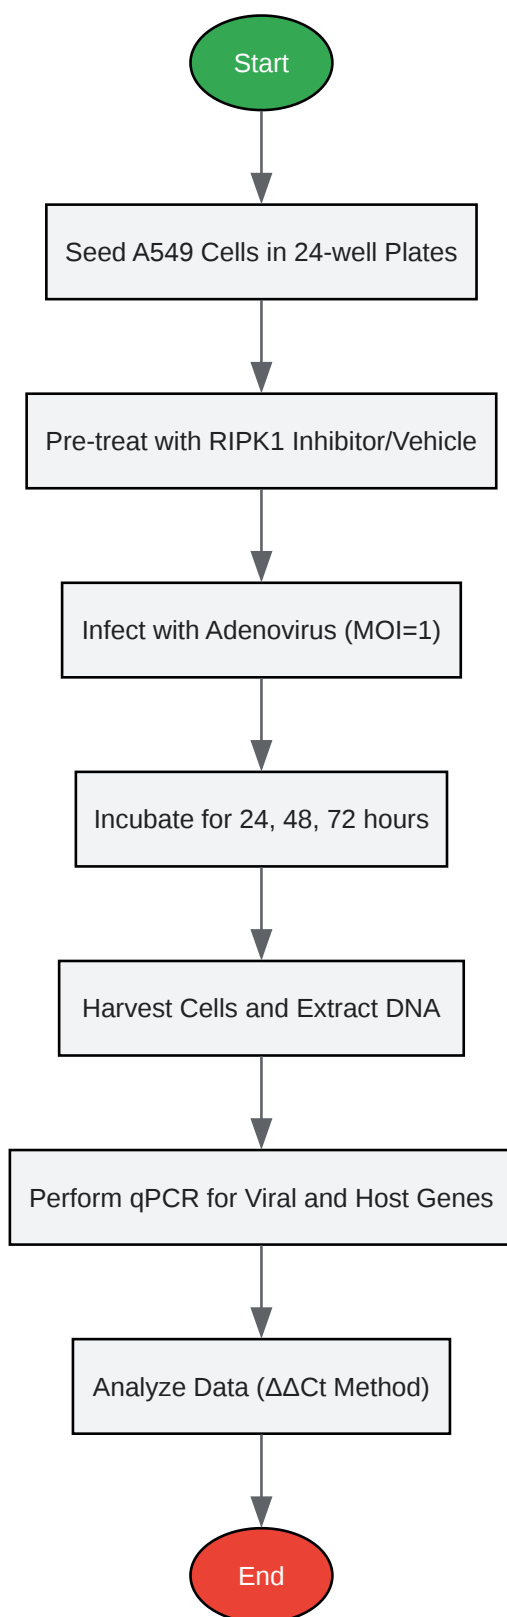 Start
Seed A549 Cells in 24-well Plates
Pre-treat with RIPK1 Inhibitor/Vehicle
Infect with Adenovirus (MOI=1)
Incubate for 24, 48, 72 hours
Harvest Cells and Extract DNA
Perform qPCR for Viral and Host Genes
Analyze Data (ΔΔCt Method)
End